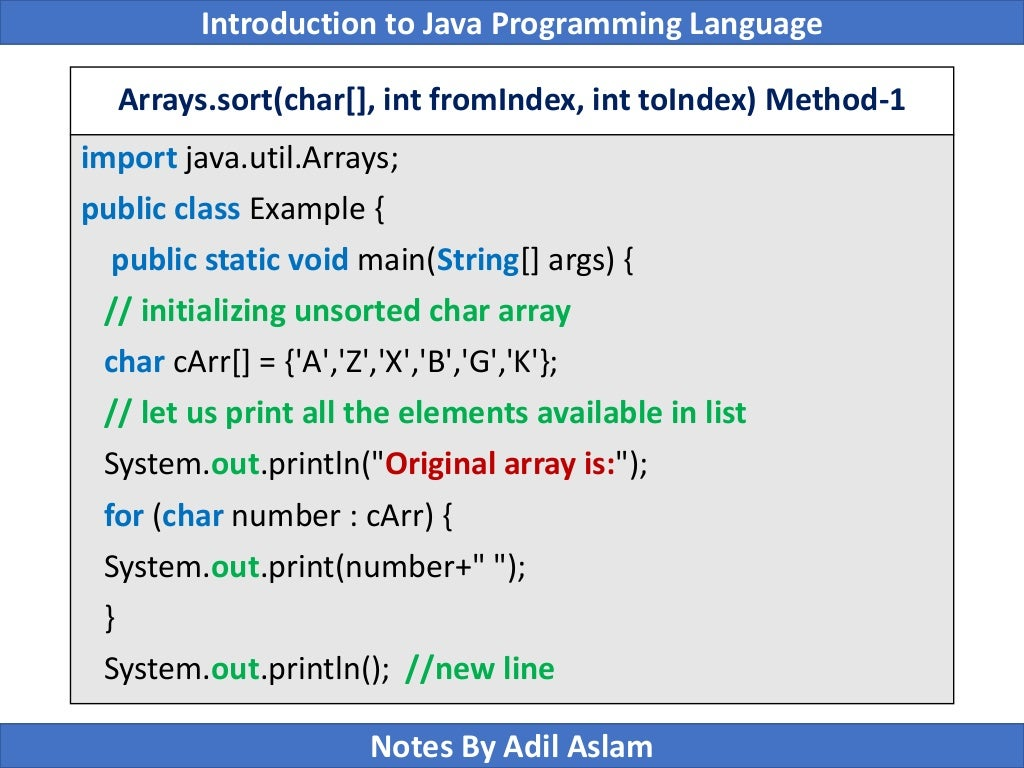 Introduction to Java Programming Language
Arrays.sort(char[], int fromIndex, int toIndex) Method-1
import java.util.Arrays;
public class Example {
public static void main(String[] args) {
// initializing unsorted char array
char cArr[] = {'A','Z','X','B','G','K'};
// let us print all the elements available in list
System.out.println("Original array is:");
for (char number : cArr) {
System.out.print(number+" ");
}
System.out.println(); //new line
Notes By Adil Aslam